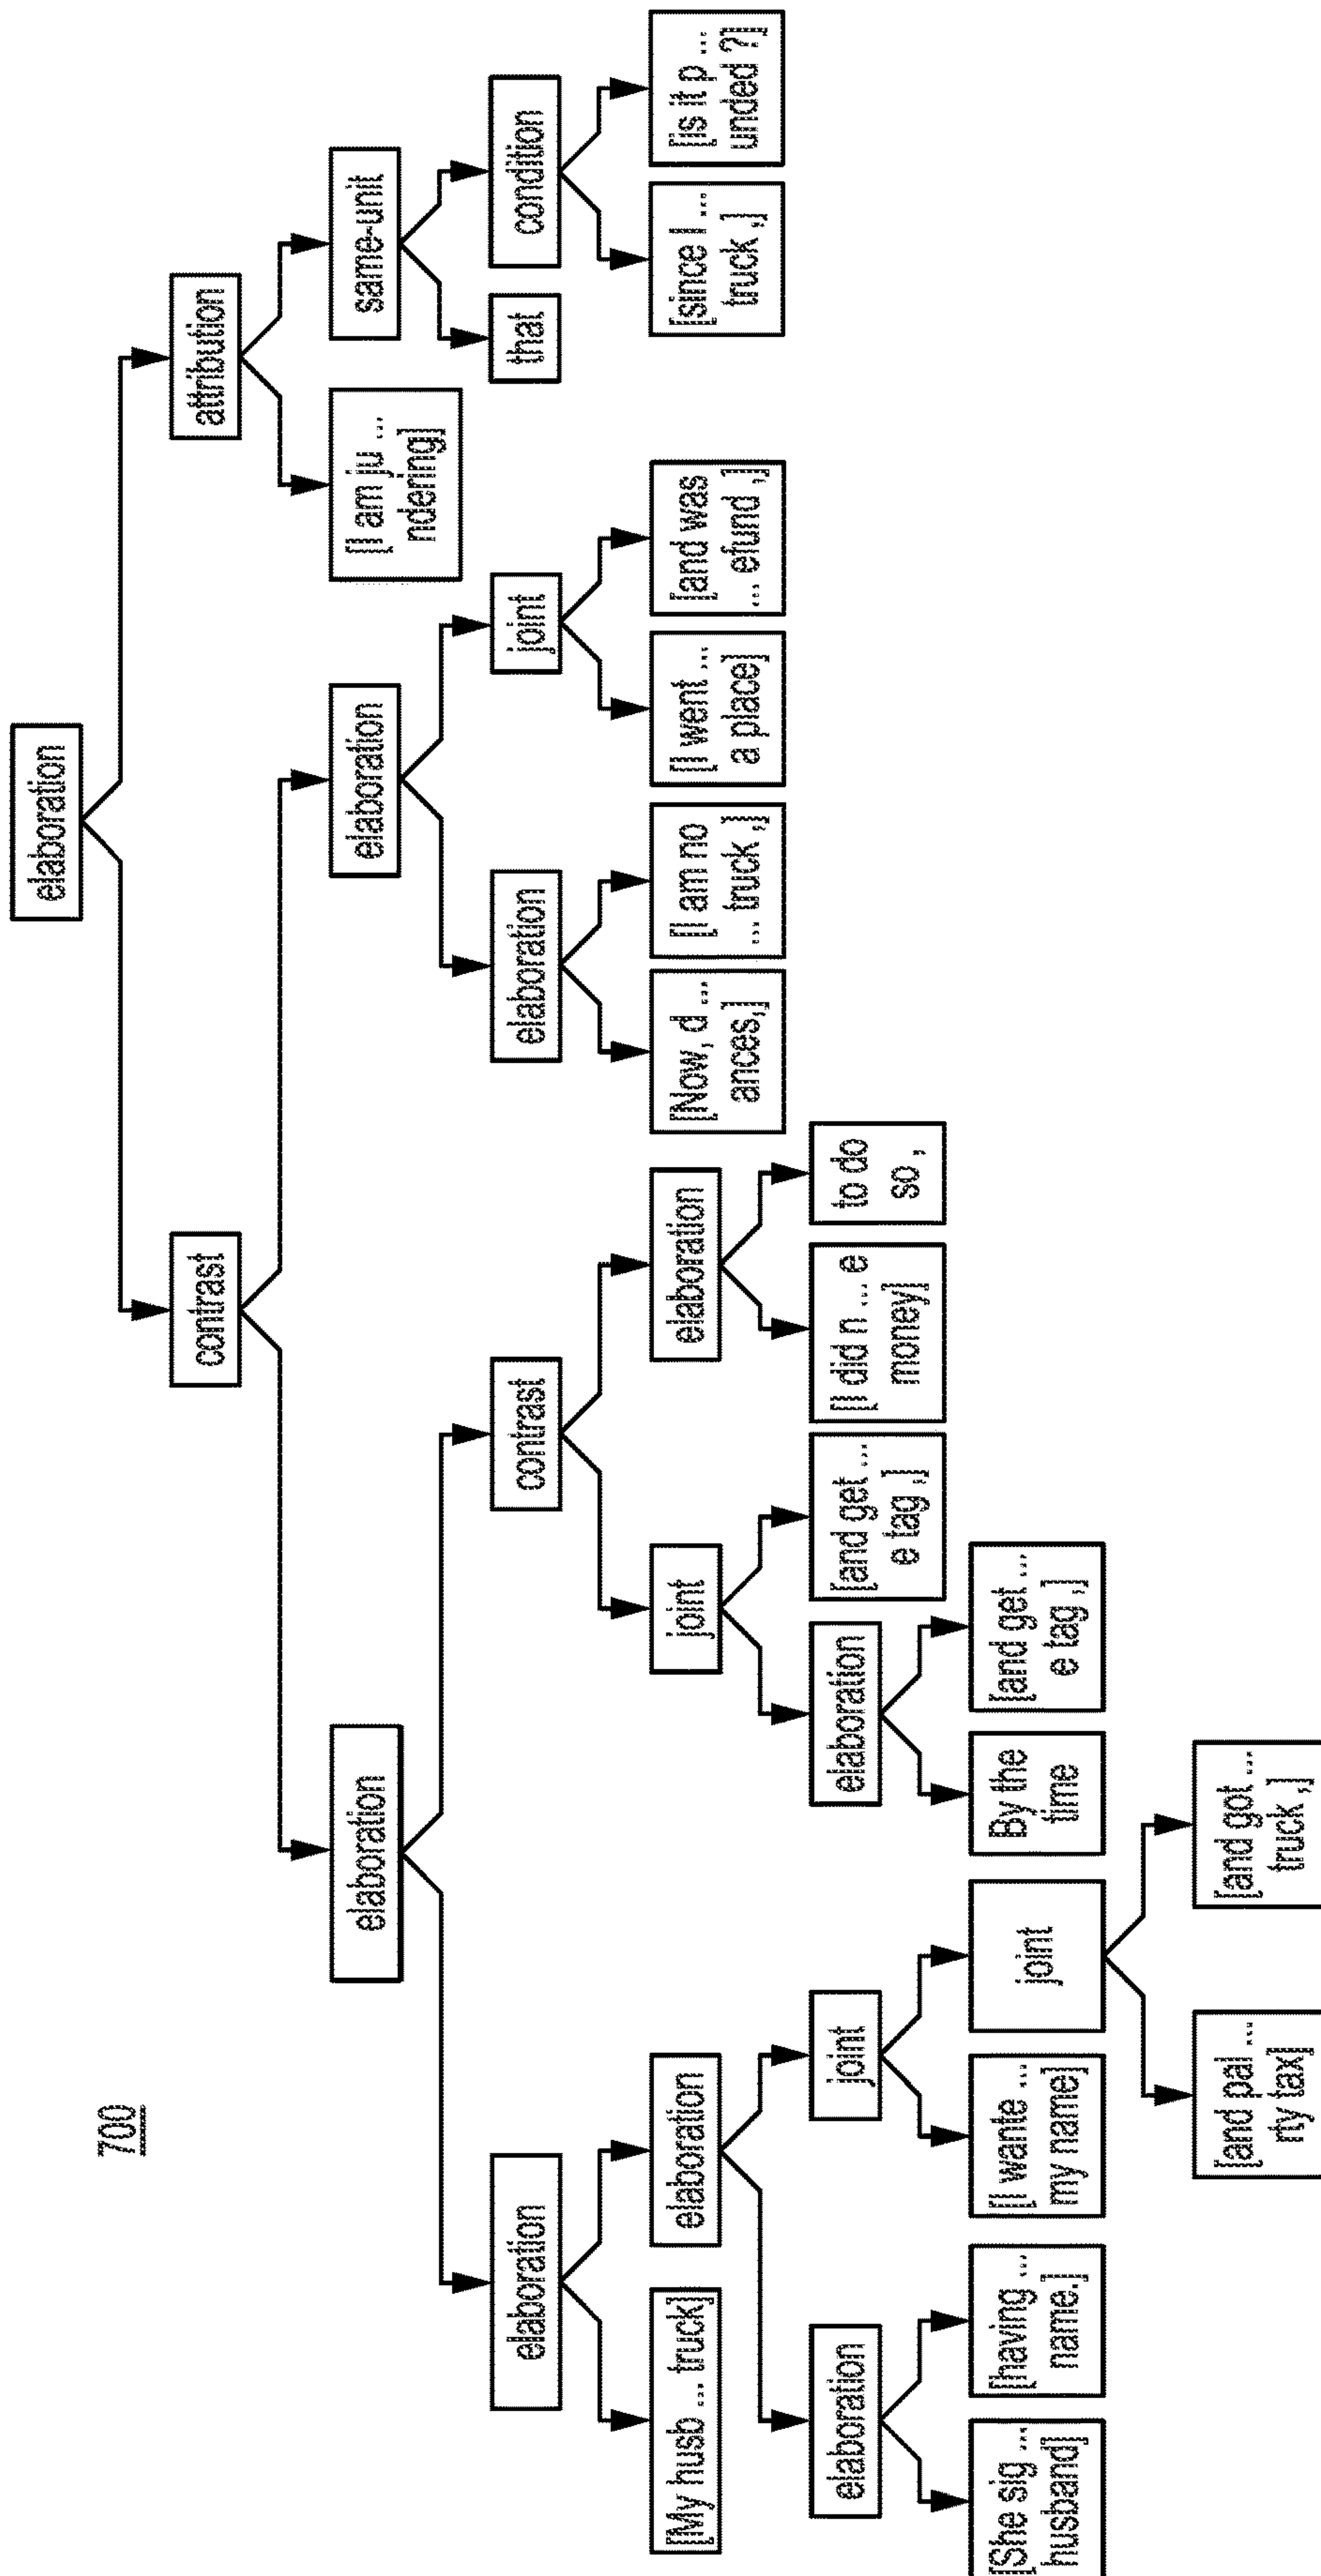 700
elaboration
contrast
attribution
elaboration
elaboration
[I am ju ...
ndering]
same-unit
elaboration
contrast
elaboration
joint
that
condition
[My husb ... truck]
elaboration
joint
elaboration
[Now, d ...
ances,]
[I am no
... truck ,]
[I went ...
a place]
[and was
... efund ,]
[since I ...
truck ,]
[is it p ...
unded ?]
elaboration
joint
elaboration
[and get ...
e tag ,]
[I did n ... e
money]
to do
so ,
[She sig ...
husband]
[having ...
name.]
[I wante ...
my name]
joint
By the
time
[and get ...
e tag ,]
[and pai ...
rty tax]
[and got ...
truck ,]